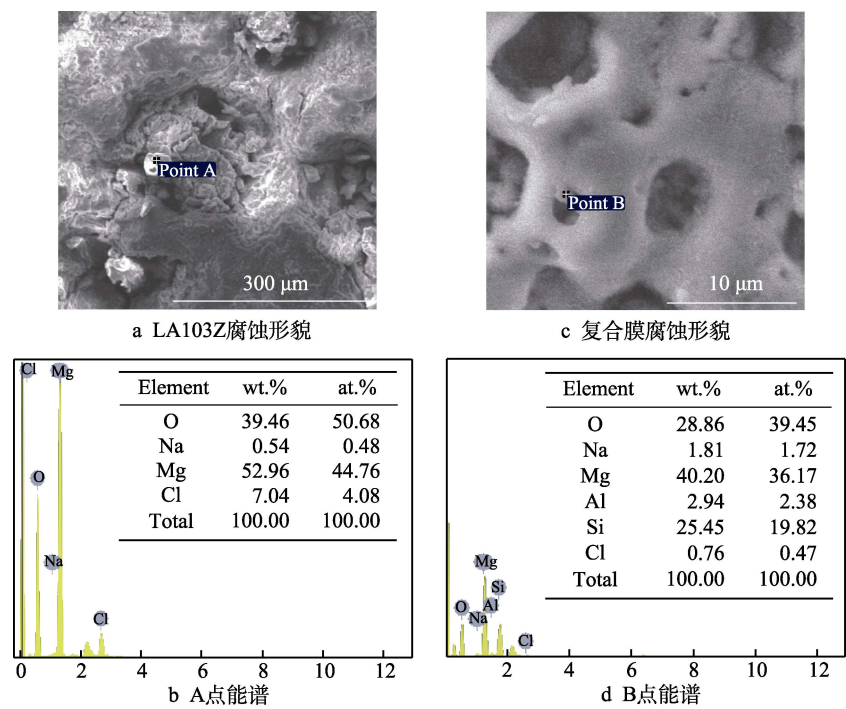 Point A
300 μm
Point B
10 μm
a LA103Z腐蚀形貌
c 复合膜腐蚀形貌
Cl Mg
O
Na
Cl
Element wt.% at.%
O 39.46 50.68
Na 0.54 0.48
Mg 52.96 44.76
Cl 7.04 4.08
Total 100.00 100.00
0 2 4 6 8 10 12
b A点能谱
Element wt.% at.%
O 28.86 39.45
Na 1.81 1.72
Mg 40.20 36.17
Al 2.94 2.38
Si 25.45 19.82
Cl 0.76 0.47
Total 100.00 100.00
Mg
Si
O Al
Na
Cl
2 4 6 8 10 12
d B点能谱